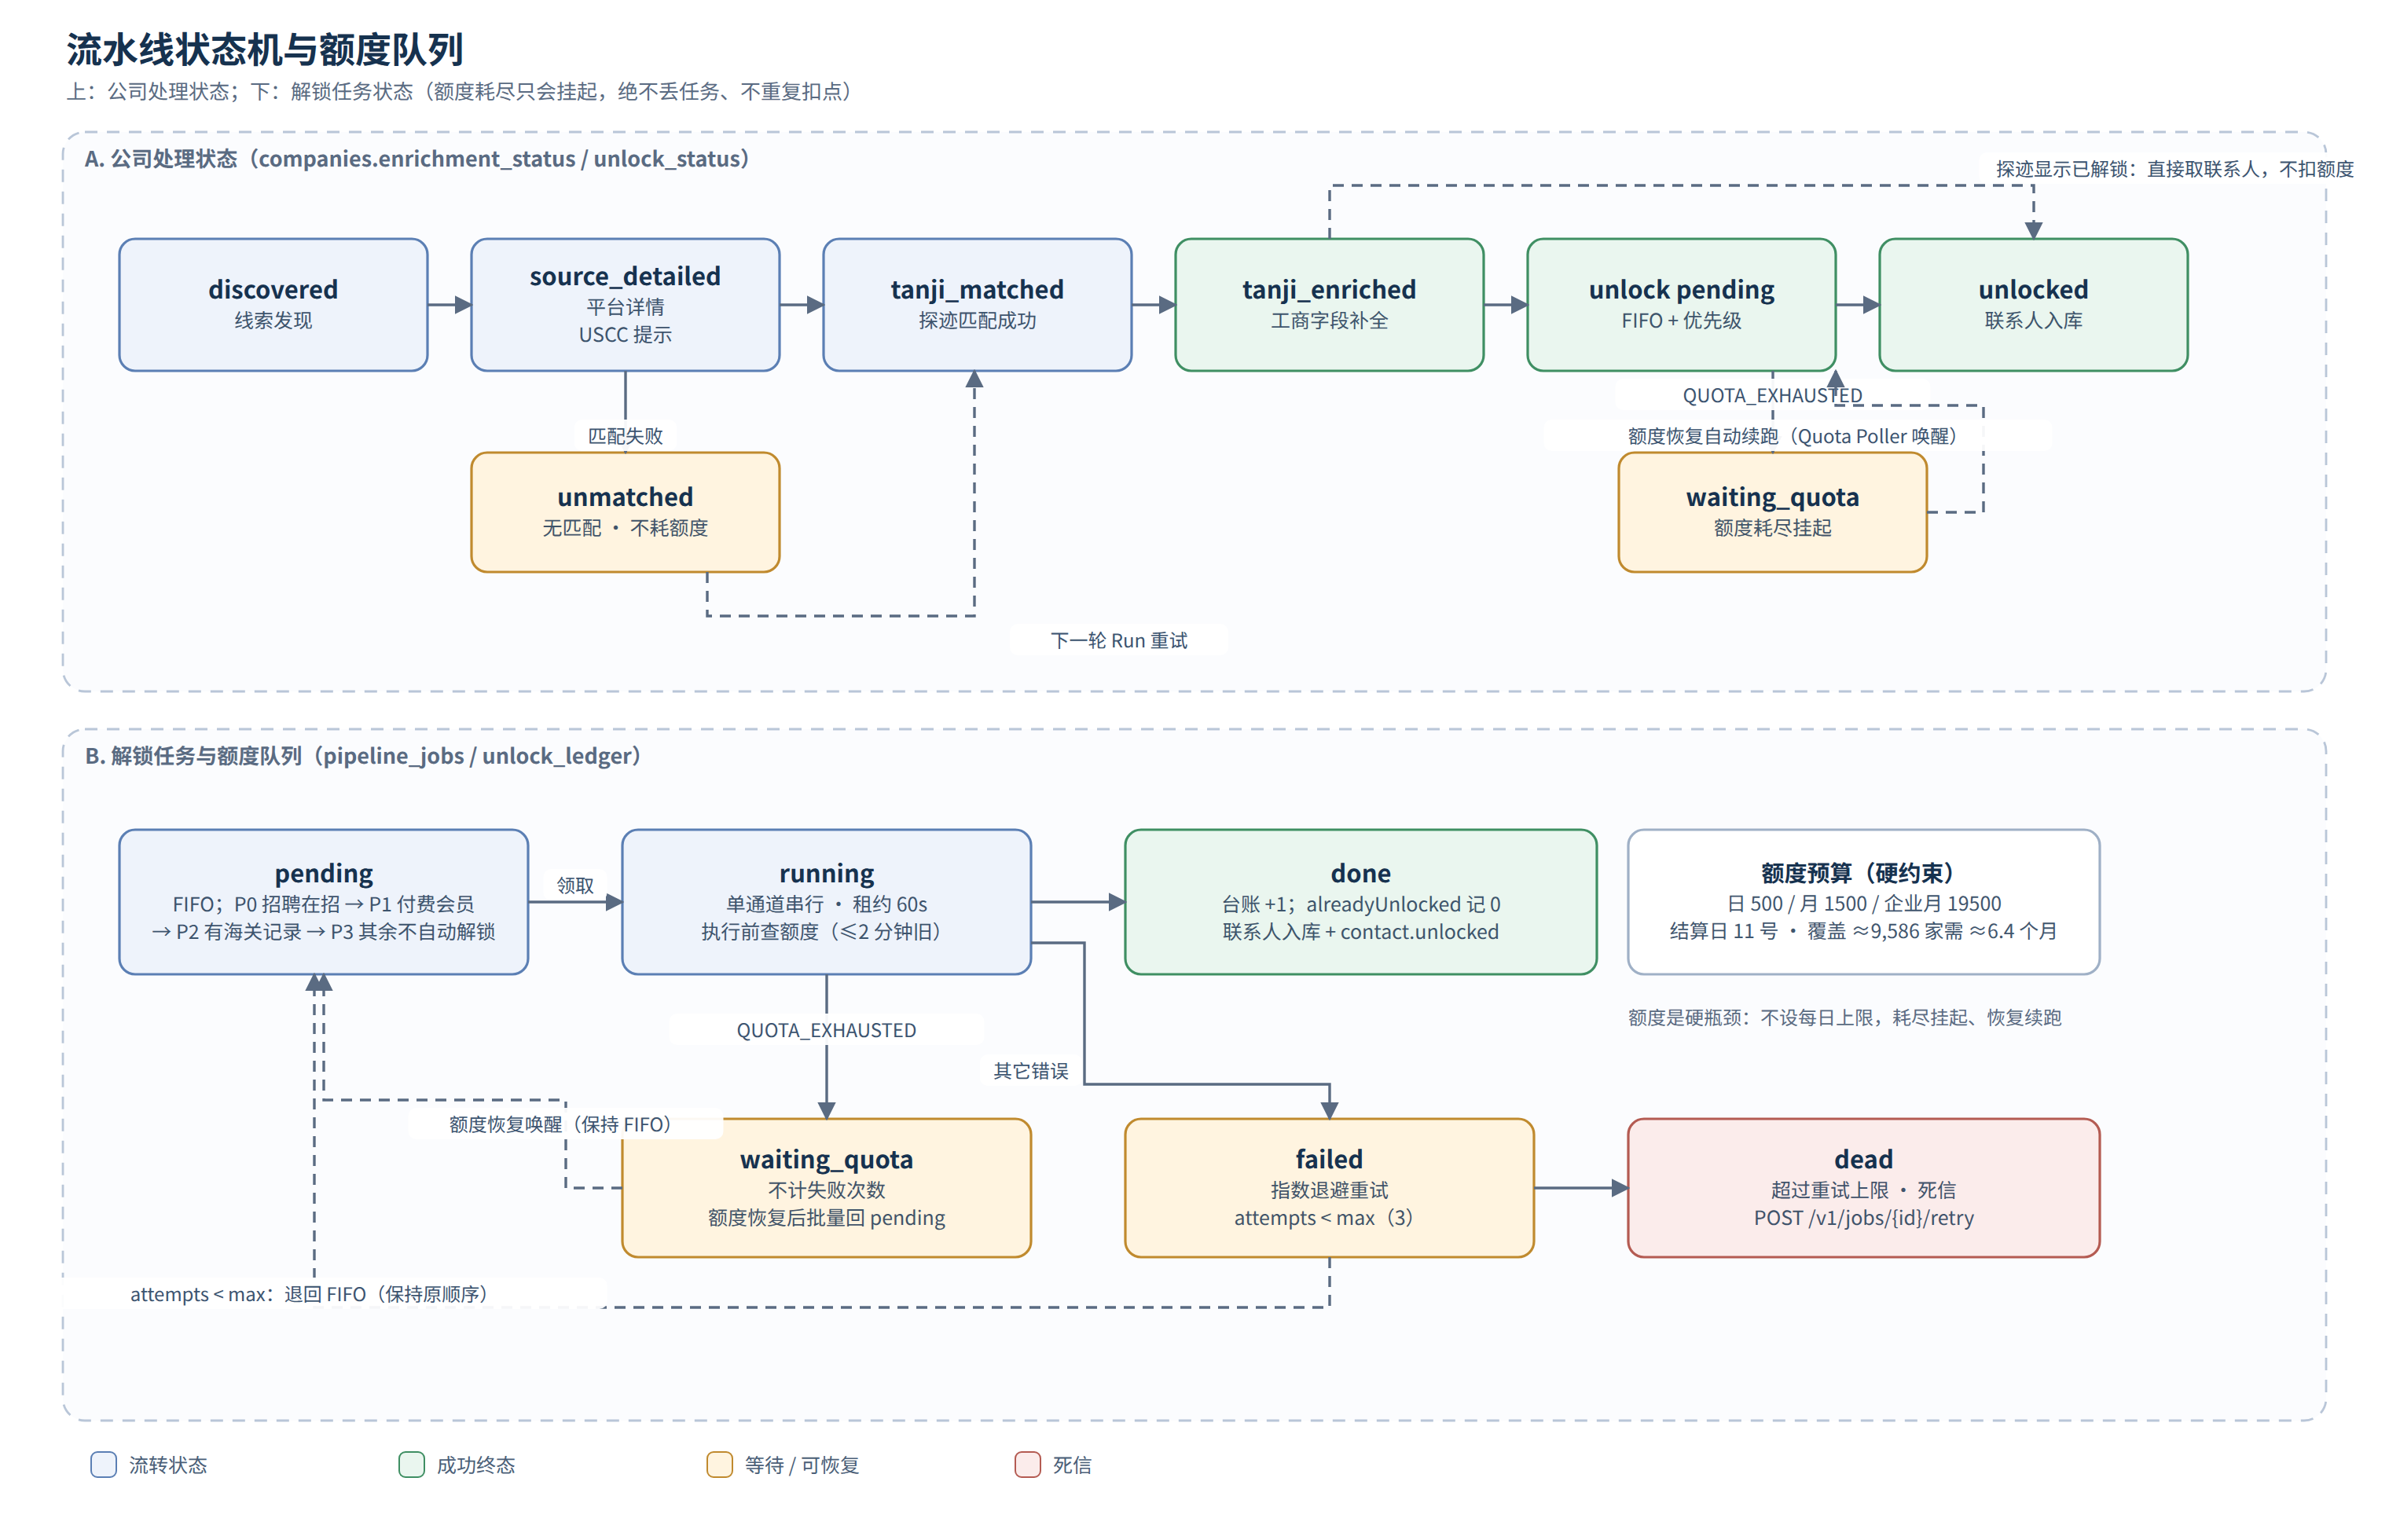 流水线状态机与额度队列
上：公司处理状态；下：解锁任务状态（额度耗尽只会挂起，绝不丢任务、不重复扣点）
A. 公司处理状态（companies.enrichment_status / unlock_status）
探迹显示已解锁：直接取联系人，不扣额度
discovered
线索发现
source_detailed
平台详情
USCC 提示
tanji_matched
探迹匹配成功
tanji_enriched
工商字段补全
unlock pending
FIFO + 优先级
unlocked
联系人入库
QUOTA_EXHAUSTED
匹配失败
额度恢复自动续跑（Quota Poller 唤醒）
unmatched
无匹配 · 不耗额度
waiting_quota
额度耗尽挂起
下一轮 Run 重试
B. 解锁任务与额度队列（pipeline_jobs / unlock_ledger）
pending
FIFO；P0 招聘在招 → P1 付费会员
→ P2 有海关记录 → P3 其余不自动解锁
领取
running
单通道串行 · 租约 60s
执行前查额度（≤2 分钟旧）
done
台账 +1；alreadyUnlocked 记 0
联系人入库 + contact.unlocked
额度预算（硬约束）
日 500 / 月 1500 / 企业月 19500
结算日 11 号 · 覆盖 ≈9,586 家需 ≈6.4 个月
额度是硬瓶颈：不设每日上限，耗尽挂起、恢复续跑
QUOTA_EXHAUSTED
其它错误
额度恢复唤醒（保持 FIFO）
waiting_quota
不计失败次数
额度恢复后批量回 pending
failed
指数退避重试
attempts < max（3）
dead
超过重试上限 · 死信
POST /v1/jobs/{id}/retry
attempts < max：退回 FIFO（保持原顺序）
流转状态
成功终态
等待 / 可恢复
死信